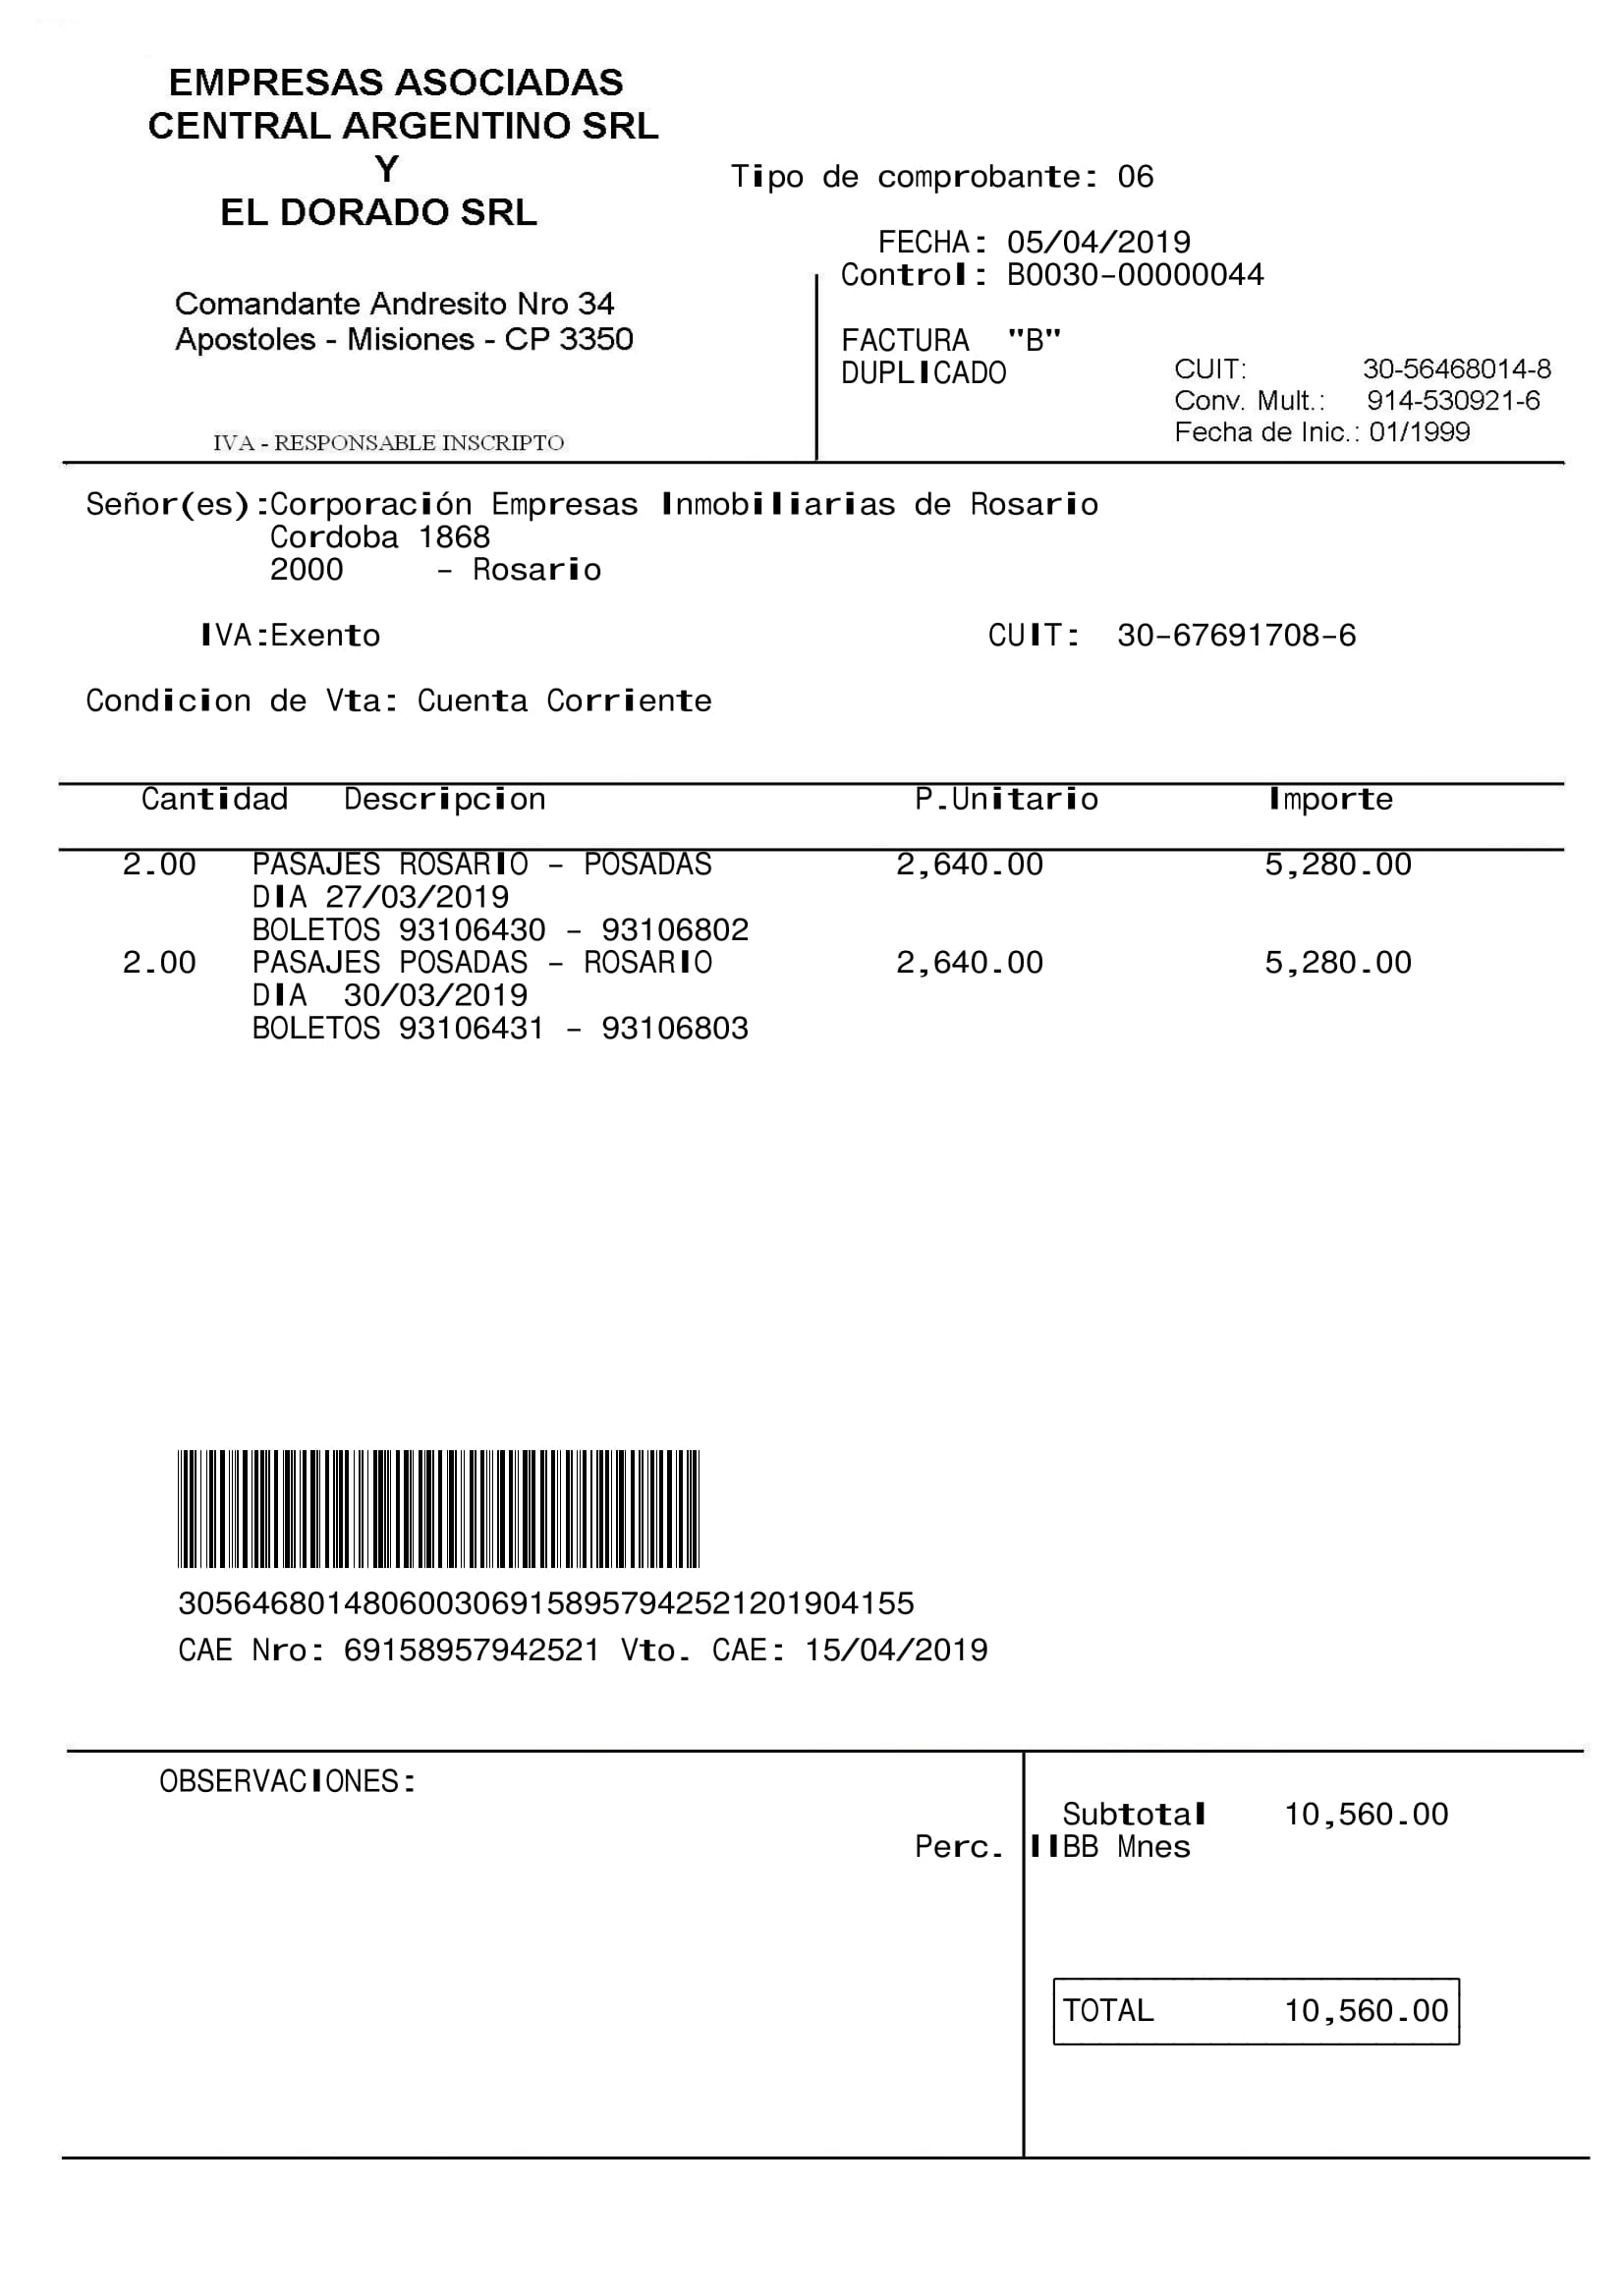 EMPRESAS ASOCIADAS
CENTRAL ARGENTINO SRL
Y
EL DORADO SRL
Comandante Andresito Nro 34
Apostoles - Misiones - CP 3350
IVA - RESPONSABLE INSCRIPTO
Tipo de comprobante: 06
FECHA: 05/04/2019
Control: B0030-00000044
FACTURA "B"
DUPLICADO
CUIT: 30-56468014-8
Conv. Mult.: 914-530921-6
Fecha de Inic.: 01/1999
Señor(es):Corporación Empresas Inmobiliarias de Rosario
Cordoba 1868
2000 - Rosario
IVA:Exento CUIT: 30-67691708-6
Condicion de Vta: Cuenta Corriente
Cantidad Descripcion P.Unitario Importe
2.00 PASAJES ROSARIO - POSADAS 2,640.00 5,280.00
DIA 27/03/2019
BOLETOS 93106430 - 93106802
2.00 PASAJES POSADAS - ROSARIO 2,640.00 5,280.00
DIA 30/03/2019
BOLETOS 93106431 - 93106803
3056468014806003069158957942521201904155
CAE Nro: 69158957942521 Vto. CAE: 15/04/2019
OBSERVACIONES:
Subtotal 10,560.00
Perc. IIBB Mnes
TOTAL 10,560.00